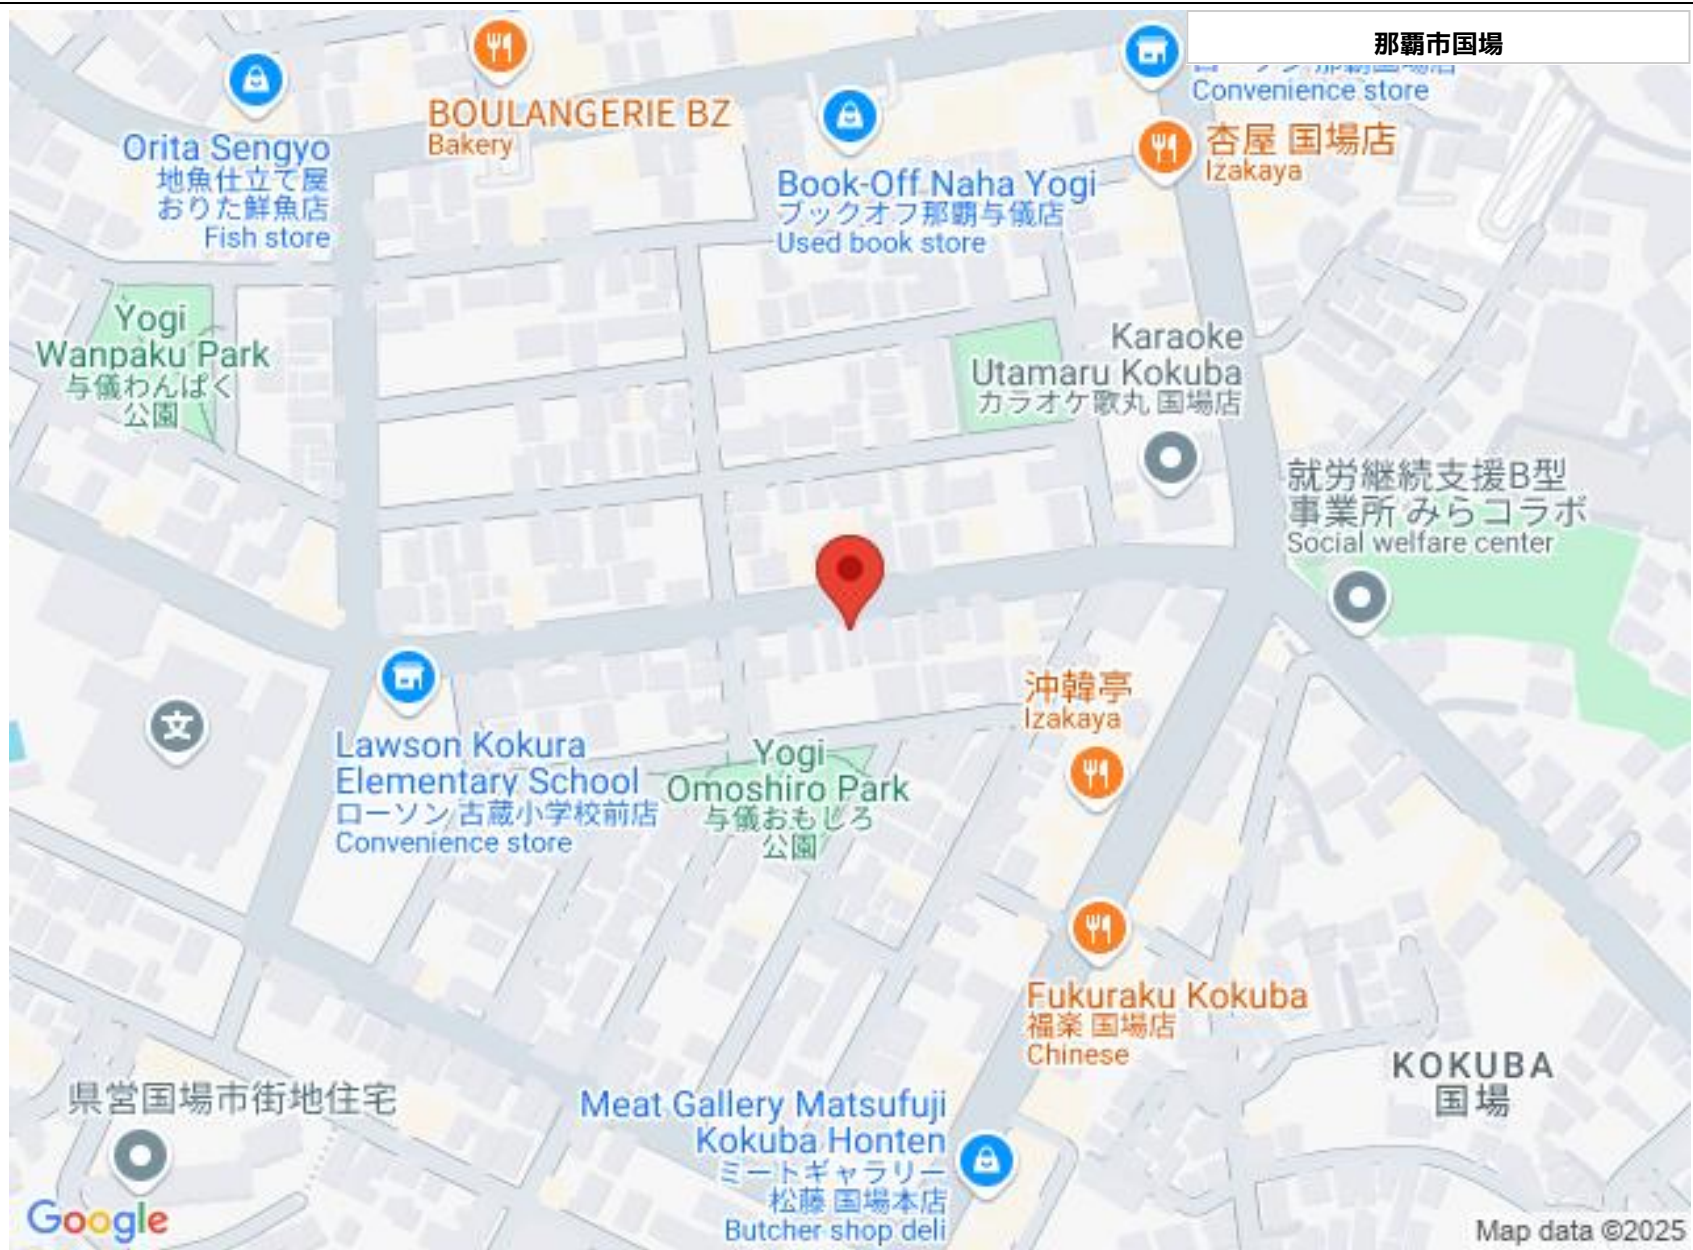 那覇市国場
Convenience store
BOULANGERIE BZ
Bakery
Orita Sengyo
地魚仕立て屋
おりた鮮魚店
Fish store
Book-Off Naha Yogi
ブックオフ那覇与儀店
Used book store
杏屋 国場店
Izakaya
Yogi
Wanpaku Park
与儀わんぱく
公園
Karaoke
Utamaru Kokuba
カラオケ歌丸 国場店
就労継続支援B型
事業所 みらコラボ
Social welfare center
沖韓亭
Izakaya
Lawson Kokura
Elementary School
ローソン 古蔵小学校前店
Convenience store
Yogi
Omoshiro Park
与儀おもしろ
公園
文
Fukuraku Kokuba
福楽 国場店
Chinese
KOKUBA
国場
県営国場市街地住宅
Meat Gallery Matsufuji
Kokuba Honten
ミートギャラリー
松藤 国場本店
Butcher shop deli
Google
Map data ©2025